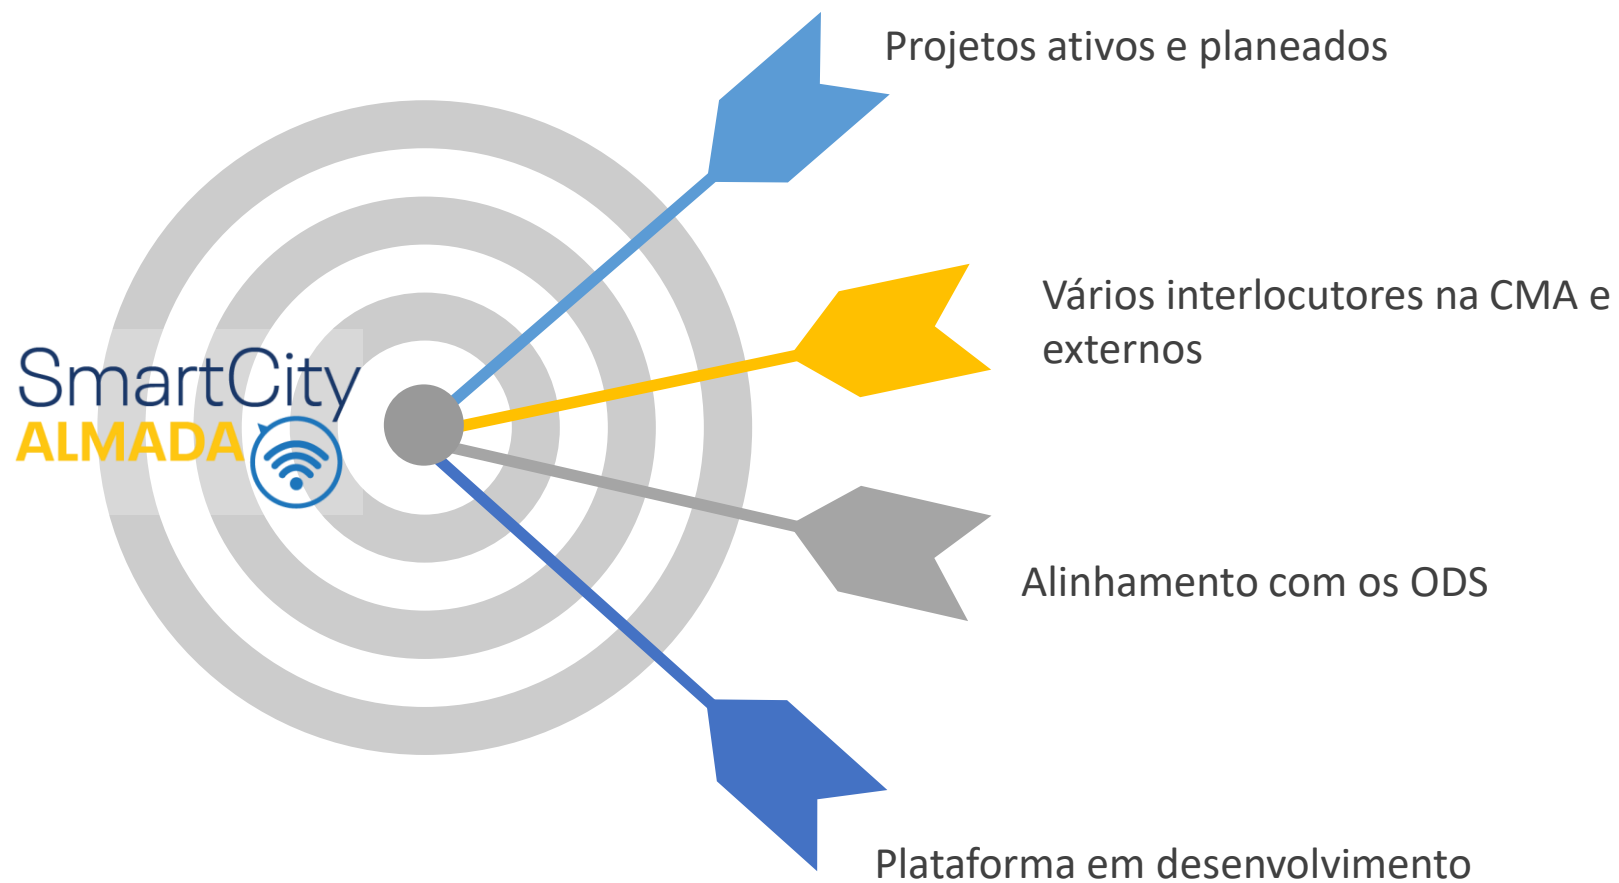 Projetos ativos e planeados
Vários interlocutores na CMA e
externos
SmartCity
ALMADA
Alinhamento com os ODS
Plataforma em desenvolvimento